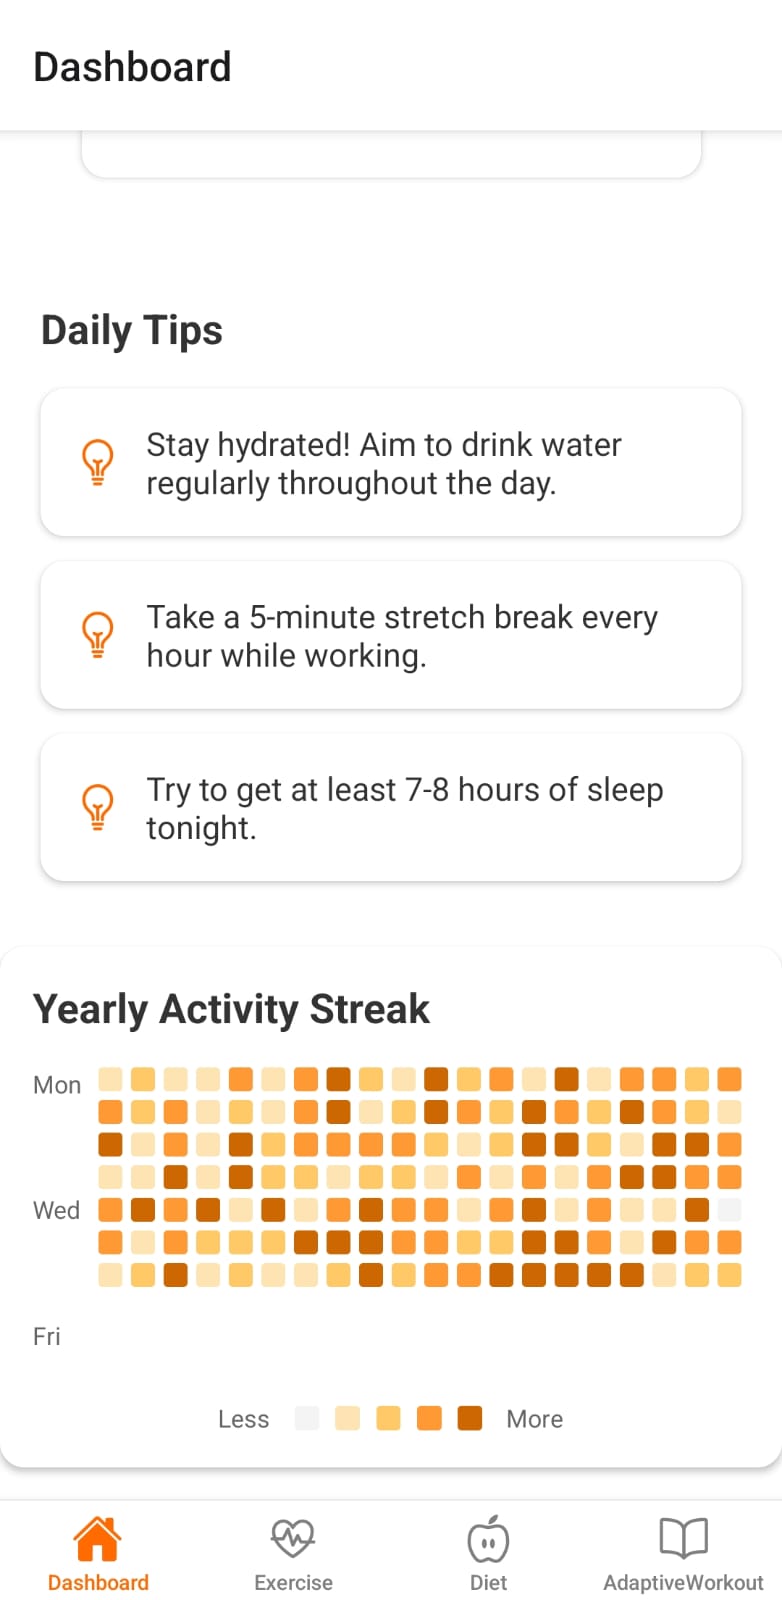 Dashboard
Daily Tips
Stay hydrated! Aim to drink water
regularly throughout the day.
Take a 5-minute stretch break every
hour while working.
Try to get at least 7-8 hours of sleep
tonight.
Yearly Activity Streak
Mon
Wed
Fri
Less More
Dashboard Exercise Diet AdaptiveWorkout